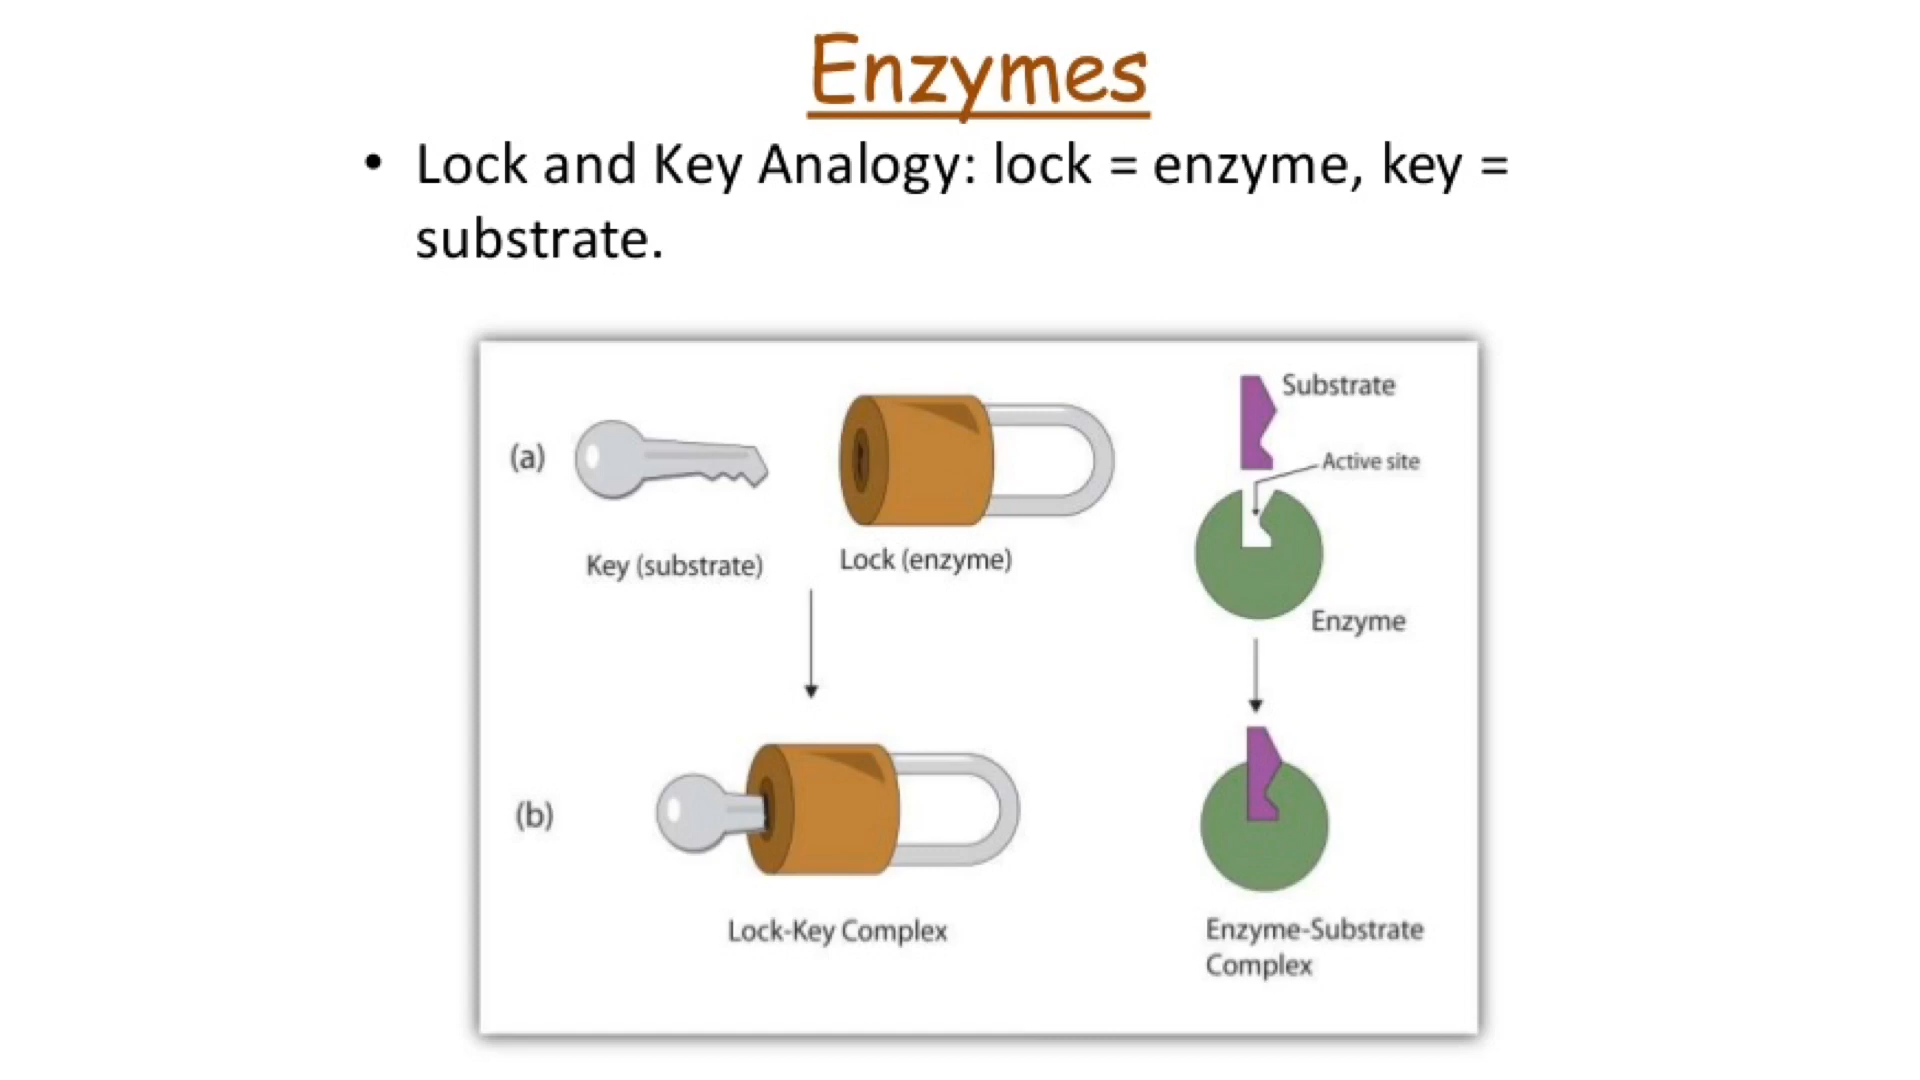 Enzymes
• Lock and Key Analogy: lock = enzyme, key =
substrate.
Substrate
(a)
Active site
Key (substrate)
Lock (enzyme)
Enzyme
(b)
Lock-Key Complex
Enzyme-Substrate
Complex